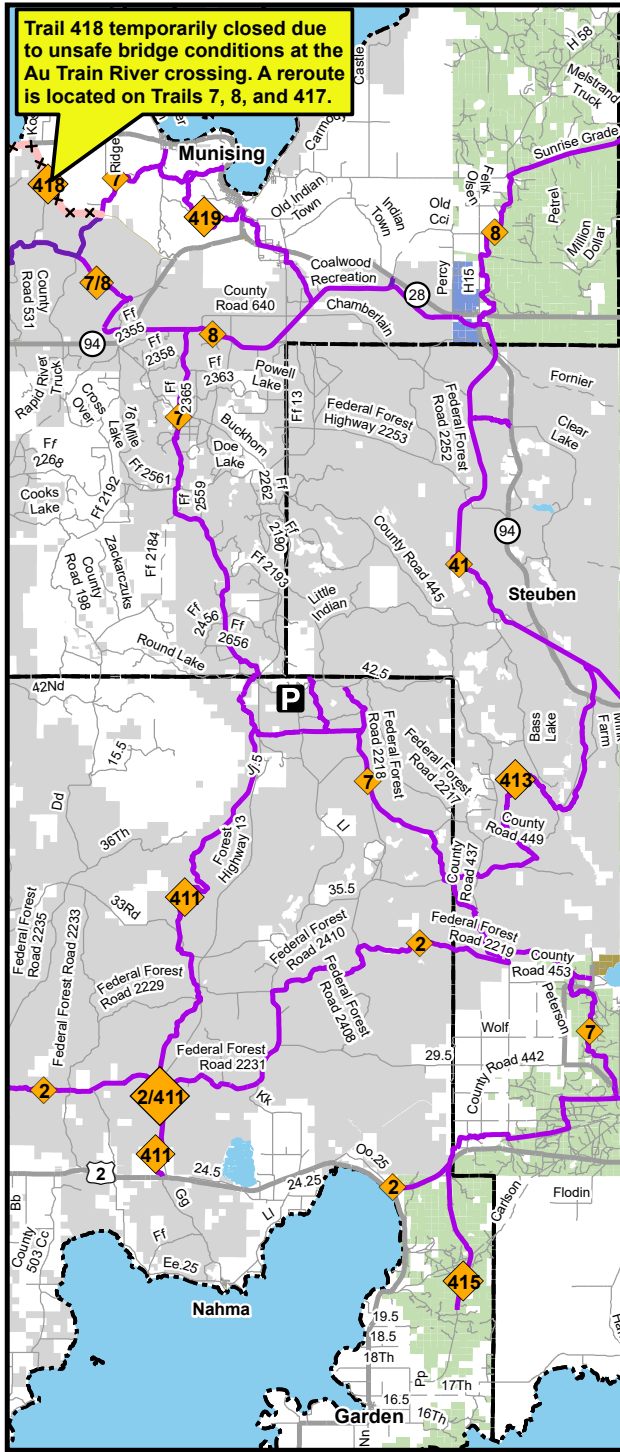 Trail 418 temporarily closed due
to unsafe bridge conditions at the
Au Train River crossing. A reroute
is located on Trails 7, 8, and 417.
H 58
Melstrand
Truck
Castle
Sunrise Grade
Ridge
Munising
418
7
419
Old Indian
Town
Indian
Town
Old
Cci
Felik
Olsen
Petrel
Million
Dollar
8
7/8
County
Road 531
County
Road 640
Coalwood
Recreation
Chamberlain
28
Percy
H15
94
Ff
2355
Ff
2358
8
Ff
2363
Powell
Lake
Ff 13
Rapid River
Truck
Cross
Over
16 Mile
Lake
Ff
2365
7
Buckhorn
Doe
Lake
Federal Forest
Highway 2253
Federal Forest
Road 2252
Fornier
Clear
Lake
Ff
2268
Cooks
Lake
Ff 2192
Ff 2561
Ff
2559
2262
Ff
2190
Ff 2193
Ff 2184
Zackarczuks
County
Road 198
County Road 445
94
41
Steuben
Little
Indian
Ff
2456
Ff
2656
Round Lake
42Nd
42.5
P
15.5
Jj.5
Dd
36Th
Forest
Highway 13
Federal Forest
Road 2218
7
Federal Forest
Road 2217
Bass
Lake
Farm
413
County
Road 449
County
Road 437
Ll
35.5
33Rd
411
Federal Forest
Road 2235
Federal Forest Road 2233
Federal Forest
Road 2229
Federal Forest
Road 2410
2
Federal Forest
Road 2219
County
Road 453
Federal Forest
Road 2408
Federal Forest
Road 2231
Peterson
7
Wolf
29.5
County Road 442
2
2/411
Kk
411
2
24.5
24.25
Oo.25
2
Gg
Ll
Bb
County
503 Cc
Ff
Ee.25
Nahma
Carlson
Flodin
415
19.5
18.5
18Th
Pp
17Th
16.5
16Th
Garden
Nn